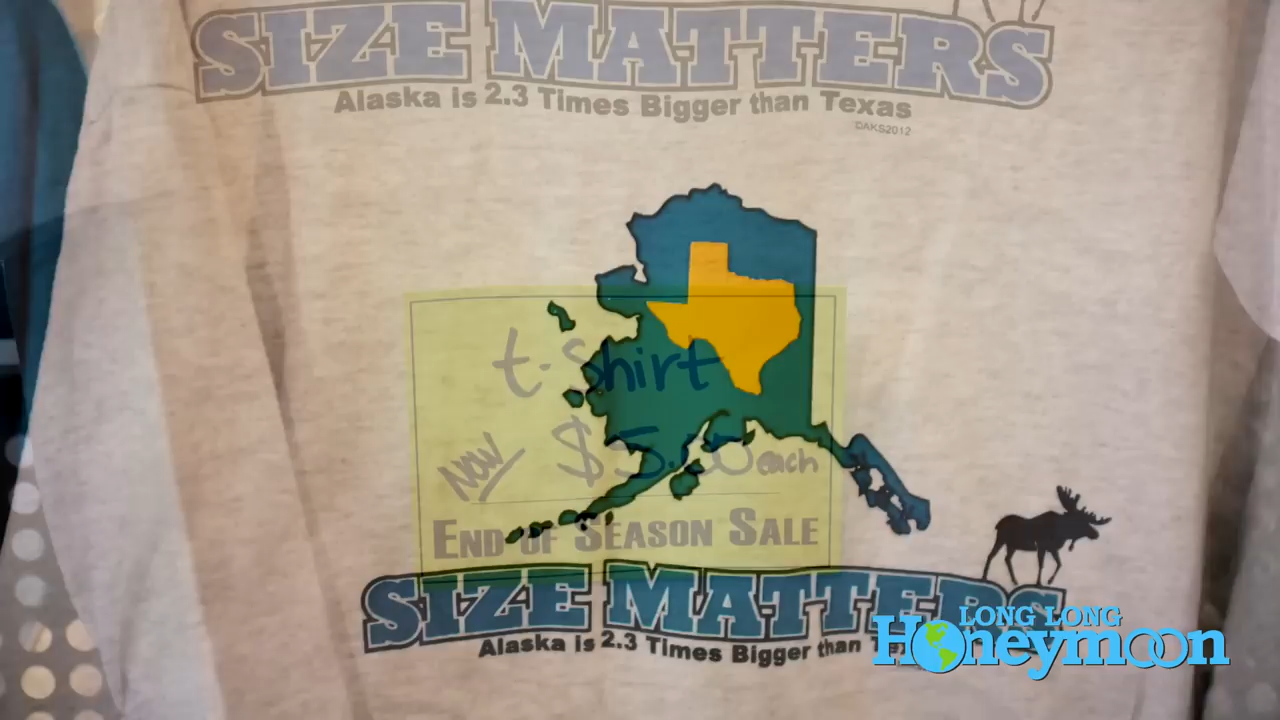 SIZE MATTERS
Alaska is 2.3 Times Bigger than Texas
©AKS2012
t-shirt
Now $5.00 each
END OF SEASON SALE
SIZE MATTERS
Alaska is 2.3 Times Bigger than
LONG LONG
Honeymoon